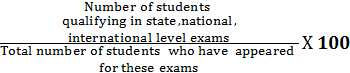 Number of students
qualifying in state,national,
international level exams
Total number of students who have appeared
for these exams
X 100